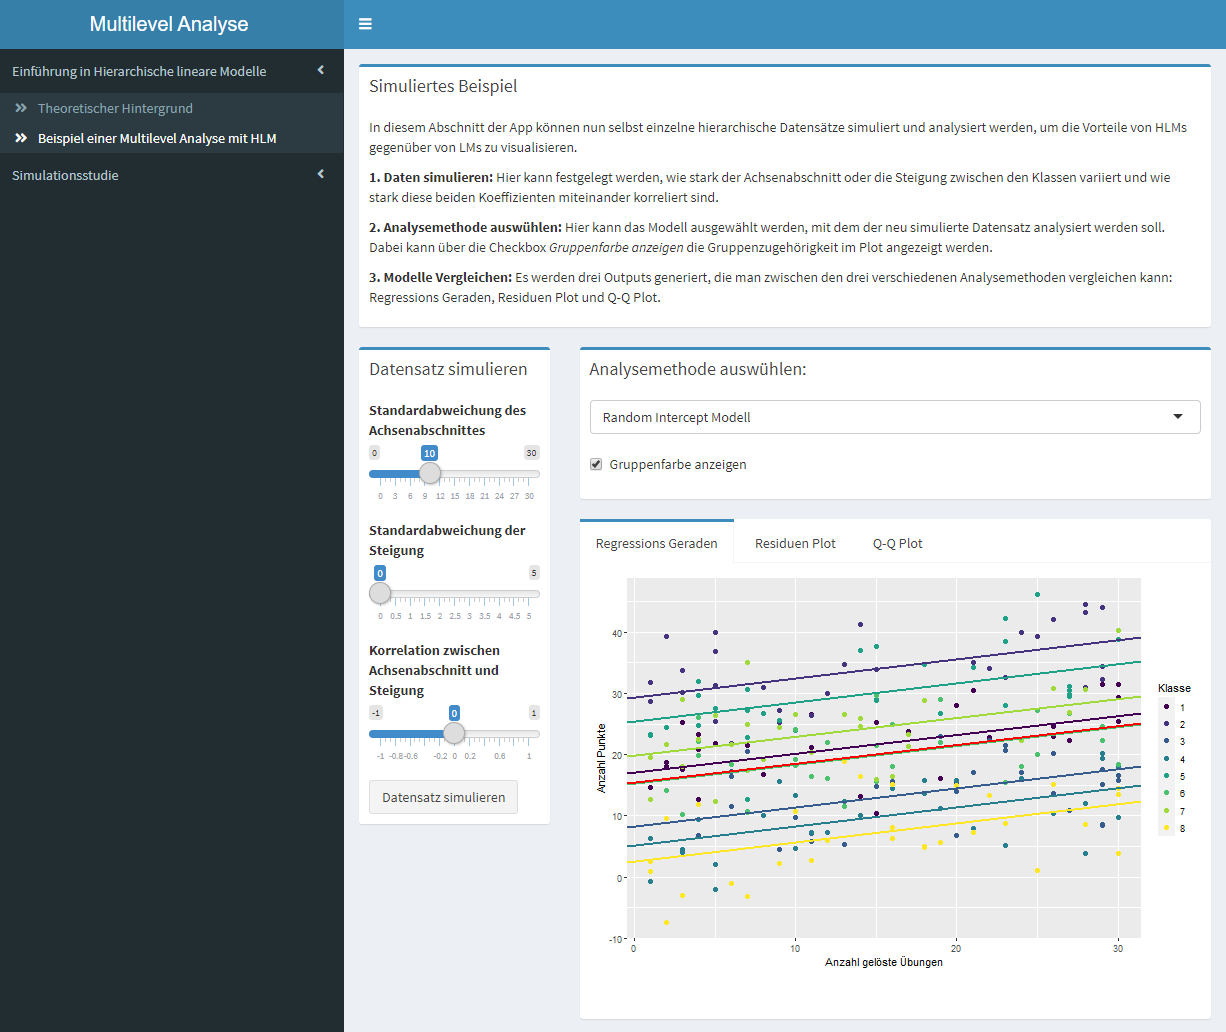 Multilevel Analyse
Einführung in Hierarchische lineare Modelle
Theoretischer Hintergrund
Beispiel einer Multilevel Analyse mit HLM
Simulationsstudie
Simuliertes Beispiel
In diesem Abschnitt der App können nun selbst einzelne hierarchische Datensätze simuliert und analysiert werden, um die Vorteile von HLMs
gegenüber von LMs zu visualisieren.
1. Daten simulieren: Hier kann festgelegt werden, wie stark der Achsenabschnitt oder die Steigung zwischen den Klassen variiert und wie
stark diese beiden Koeffizienten miteinander korreliert sind.
2. Analysemethode auswählen: Hier kann das Modell ausgewählt werden, mit dem der neu simulierte Datensatz analysiert werden soll.
Dabei kann über die Checkbox Gruppenfarbe anzeigen die Gruppenzugehörigkeit im Plot angezeigt werden.
3. Modelle Vergleichen: Es werden drei Outputs generiert, die man zwischen den drei verschiedenen Analysemethoden vergleichen kann:
Regressions Geraden, Residuen Plot und Q-Q Plot.
Datensatz simulieren
Standardabweichung des
Achsenabschnittes
0 10 30
0 3 6 9 12 15 18 21 24 27 30
Standardabweichung der
Steigung
0 5
0 0.5 1 1.5 2 2.5 3 3.5 4 4.5 5
Korrelation zwischen
Achsenabschnitt und
Steigung
-1 0 1
-1 -0.8 -0.6 -0.2 0 0.2 0.6 1
Datensatz simulieren
Analysemethode auswählen:
Random Intercept Modell
Gruppenfarbe anzeigen
Regressions Geraden Residuen Plot Q-Q Plot
Anzahl Punkte
40
30
20
10
0
-10
0 10 20 30
Anzahl gelöste Übungen
Klasse
1
2
3
4
5
6
7
8